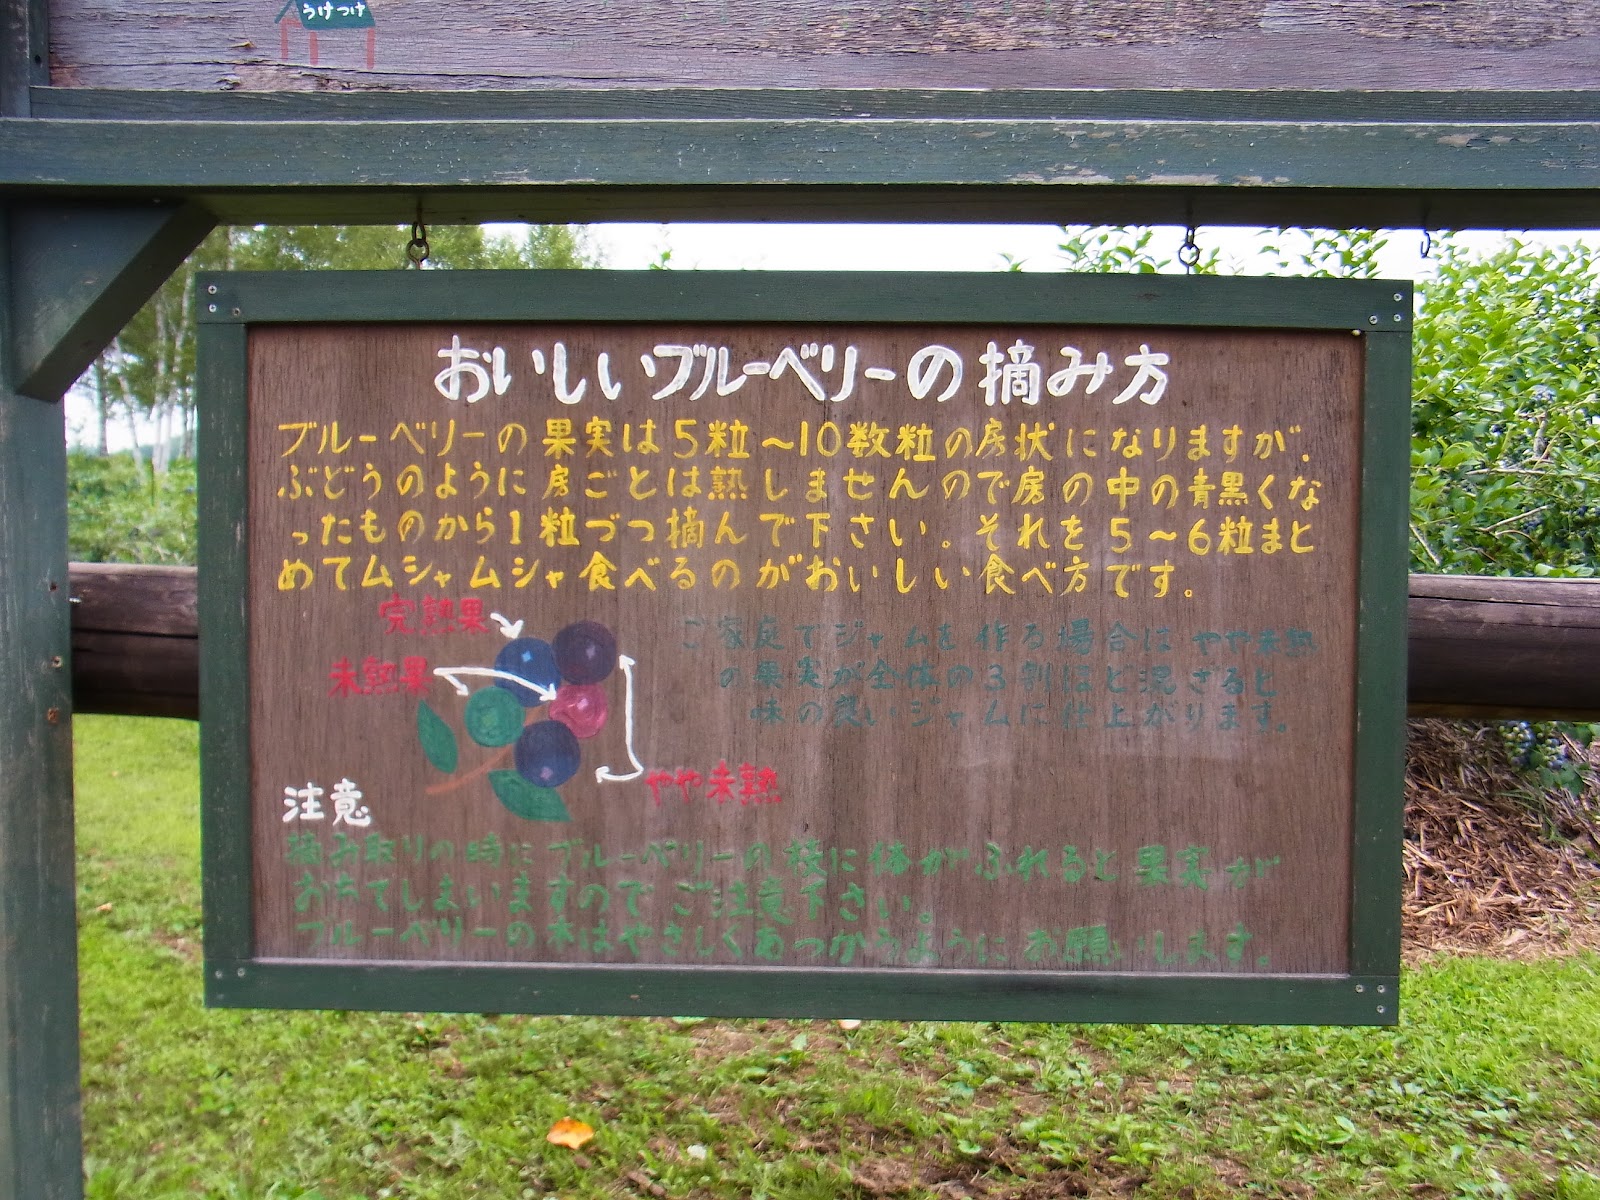 うけつけ
おいしいブルーベリーの摘み方
ブルーベリーの果実は5粒～10数粒の房状になりますが、
ぶどうのように房ごとは熟しませんので房の中の青黒くな
ったものから1粒づつ摘んで下さい。それを5～6粒まと
めてムシャムシャ食べるのがおいしい食べ方です。
完熟果
未熟果
やや未熟
ご家庭でジャムを作る場合はやや未熟
の果実が全体の3割ほど混ざると
味の良いジャムに仕上がります。
注意
摘み取りの時にブルーベリーの枝に体がふれると果実が
おちてしまいますのでご注意下さい。
ブルーベリーの木はやさしくあつかうようにお願いします。